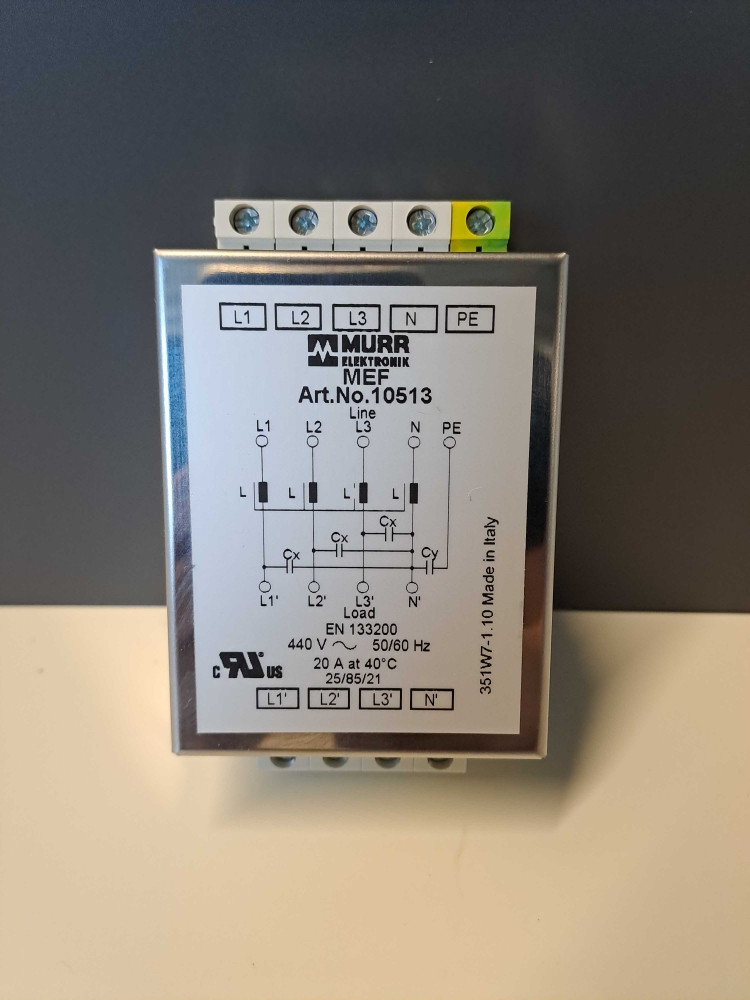 L1 L2 L3 N PE
MURR
ELEKTRONIK
MEF
Art.No.10513
Line
L1 L2 L3 N PE
L L L' L
Cx
Cx
Cx Cy
L1' L2' L3' N'
Load
EN 133200
440 V ~ 50/60 Hz
20 A at 40°C
25/85/21
c RU US
L1' L2' L3' N'
351W7-1.10 Made in Italy